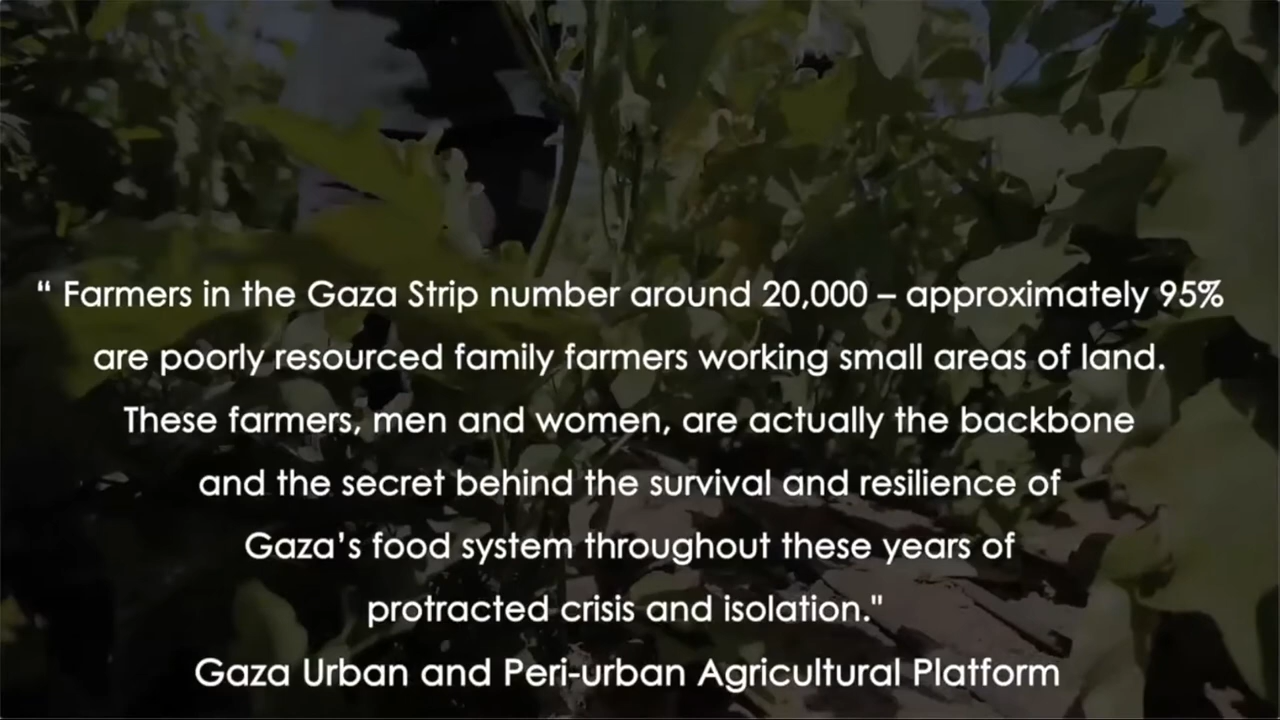 “ Farmers in the Gaza Strip number around 20,000 – approximately 95%
are poorly resourced family farmers working small areas of land.
These farmers, men and women, are actually the backbone
and the secret behind the survival and resilience of
Gaza’s food system throughout these years of
protracted crisis and isolation."
Gaza Urban and Peri-urban Agricultural Platform